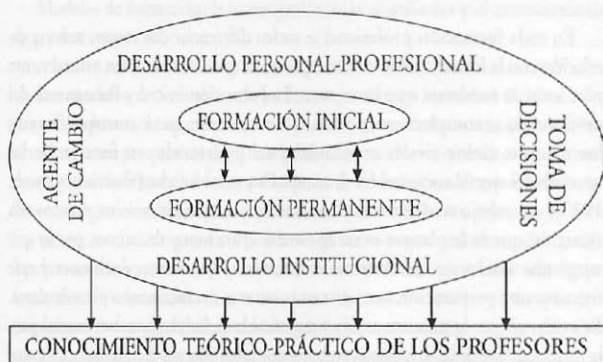 DESARROLLO PERSONAL-PROFESIONAL
AGENTE
DE CAMBIO
FORMACIÓN INICIAL
FORMACIÓN PERMANENTE
TOMA DE
DECISIONES
DESARROLLO INSTITUCIONAL
CONOCIMIENTO TEÓRICO-PRÁCTICO DE LOS PROFESORES